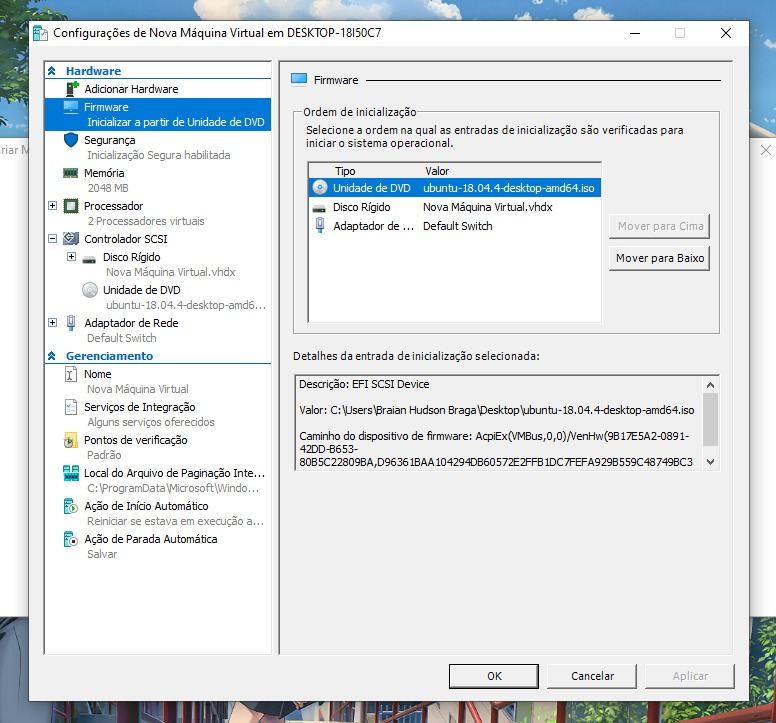 Configurações de Nova Máquina Virtual em DESKTOP-18I50C7
Criar M
Hardware
Adicionar Hardware
Firmware
Inicializar a partir de Unidade de DVD
Segurança
Inicialização Segura habilitada
Memória
2048 MB
Processador
2 Processadores virtuais
Controlador SCSI
Disco Rígido
Nova Máquina Virtual.vhdx
Unidade de DVD
ubuntu-18.04.4-desktop-amd6...
Adaptador de Rede
Default Switch
Gerenciamento
Nome
Nova Máquina Virtual
Serviços de Integração
Alguns serviços oferecidos
Pontos de verificação
Padrão
Local do Arquivo de Paginação Inte...
C:\ProgramData\Microsoft\Windo...
Ação de Início Automático
Reiniciar se estava em execução a...
Ação de Parada Automática
Salvar
Firmware
Ordem de inicialização
Selecione a ordem na qual as entradas de inicialização são verificadas para
iniciar o sistema operacional.
Tipo Valor
Unidade de DVD ubuntu-18.04.4-desktop-amd64.iso
Disco Rígido Nova Máquina Virtual.vhdx
Adaptador de ... Default Switch
Mover para Cima
Mover para Baixo
Detalhes da entrada de inicialização selecionada:
Descrição: EFI SCSI Device
Valor: C:\Users\Braian Hudson Braga\Desktop\ubuntu-18.04.4-desktop-amd64.iso
Caminho do dispositivo de firmware: AcpiEx(VMBus,0,0)/VenHw(9B17E5A2-0891-
42DD-B653-
80B5C22809BA,D96361BAA104294DB60572E2FFB1DC7FEFA929B559C48749BC3
OK Cancelar Aplicar